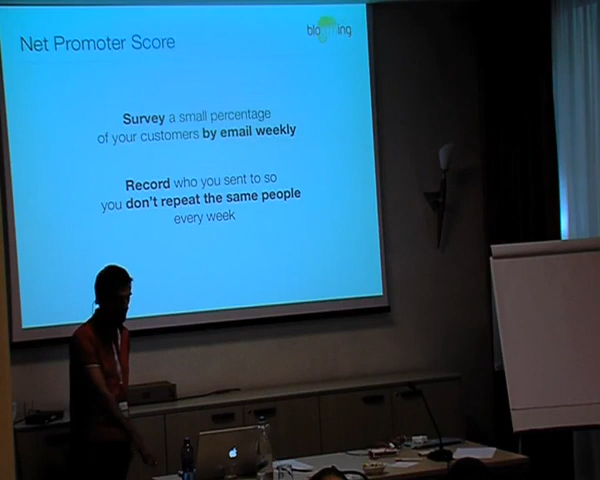 Net Promoter Score
blooming
Survey a small percentage
of your customers by email weekly
Record who you sent to so
you don't repeat the same people
every week